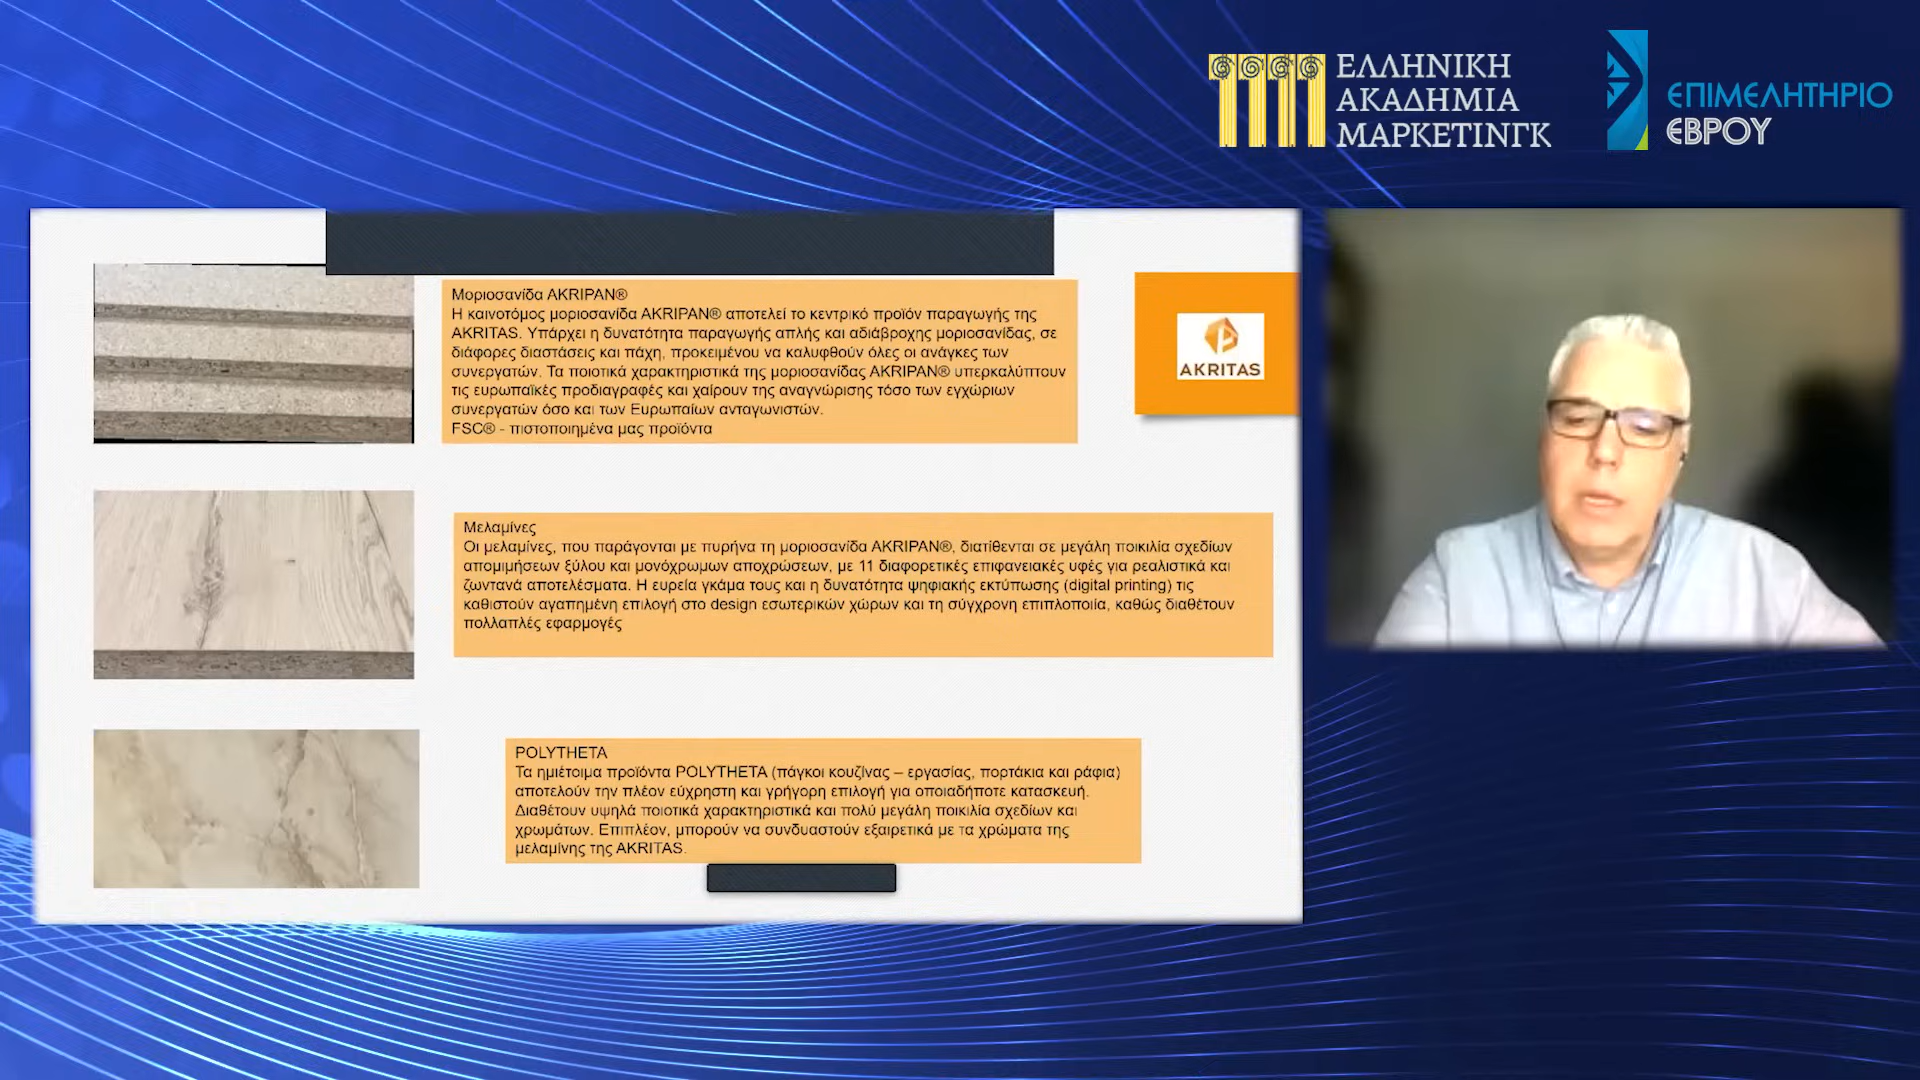 ΕΛΛΗΝΙΚΗ
ΑΚΑΔΗΜΙΑ
ΜΑΡΚΕΤΙΝΓΚ
ΕΠΙΜΕΛΗΤΗΡΙΟ
ΕΒΡΟΥ
Μοριοσανίδα AKRIPAN®
Η καινοτόμος μοριοσανίδα AKRIPAN® αποτελεί το κεντρικό προϊόν παραγωγής της
AKRITAS. Υπάρχει η δυνατότητα παραγωγής απλής και αδιάβροχης μοριοσανίδας, σε
διάφορες διαστάσεις και πάχη, προκειμένου να καλυφθούν όλες οι ανάγκες των
συνεργατών. Τα ποιοτικά χαρακτηριστικά της μοριοσανίδας AKRIPAN® υπερκαλύπτουν
τις ευρωπαϊκές προδιαγραφές και χαίρουν της αναγνώρισης τόσο των εγχώριων
συνεργατών όσο και των Ευρωπαίων ανταγωνιστών.
FSC® - πιστοποιημένα μας προϊόντα
AKRITAS
Μελαμίνες
Οι μελαμίνες, που παράγονται με πυρήνα τη μοριοσανίδα AKRIPAN®, διατίθενται σε μεγάλη ποικιλία σχεδίων
απομιμήσεων ξύλου και μονόχρωμων αποχρώσεων, με 11 διαφορετικές επιφανειακές υφές για ρεαλιστικά και
ζωντανά αποτελέσματα. Η ευρεία γκάμα τους και η δυνατότητα ψηφιακής εκτύπωσης (digital printing) τις
καθιστούν αγαπημένη επιλογή στο design εσωτερικών χώρων και τη σύγχρονη επιπλοποιία, καθώς διαθέτουν
πολλαπλές εφαρμογές
POLYTHETA
Τα ημιέτοιμα προϊόντα POLYTHETA (πάγκοι κουζίνας – εργασίας, πορτάκια και ράφια)
αποτελούν την πλέον εύχρηστη και γρήγορη επιλογή για οποιαδήποτε κατασκευή.
Διαθέτουν υψηλά ποιοτικά χαρακτηριστικά και πολύ μεγάλη ποικιλία σχεδίων και
χρωμάτων. Επιπλέον, μπορούν να συνδυαστούν εξαιρετικά με τα χρώματα της
μελαμίνης της AKRITAS.